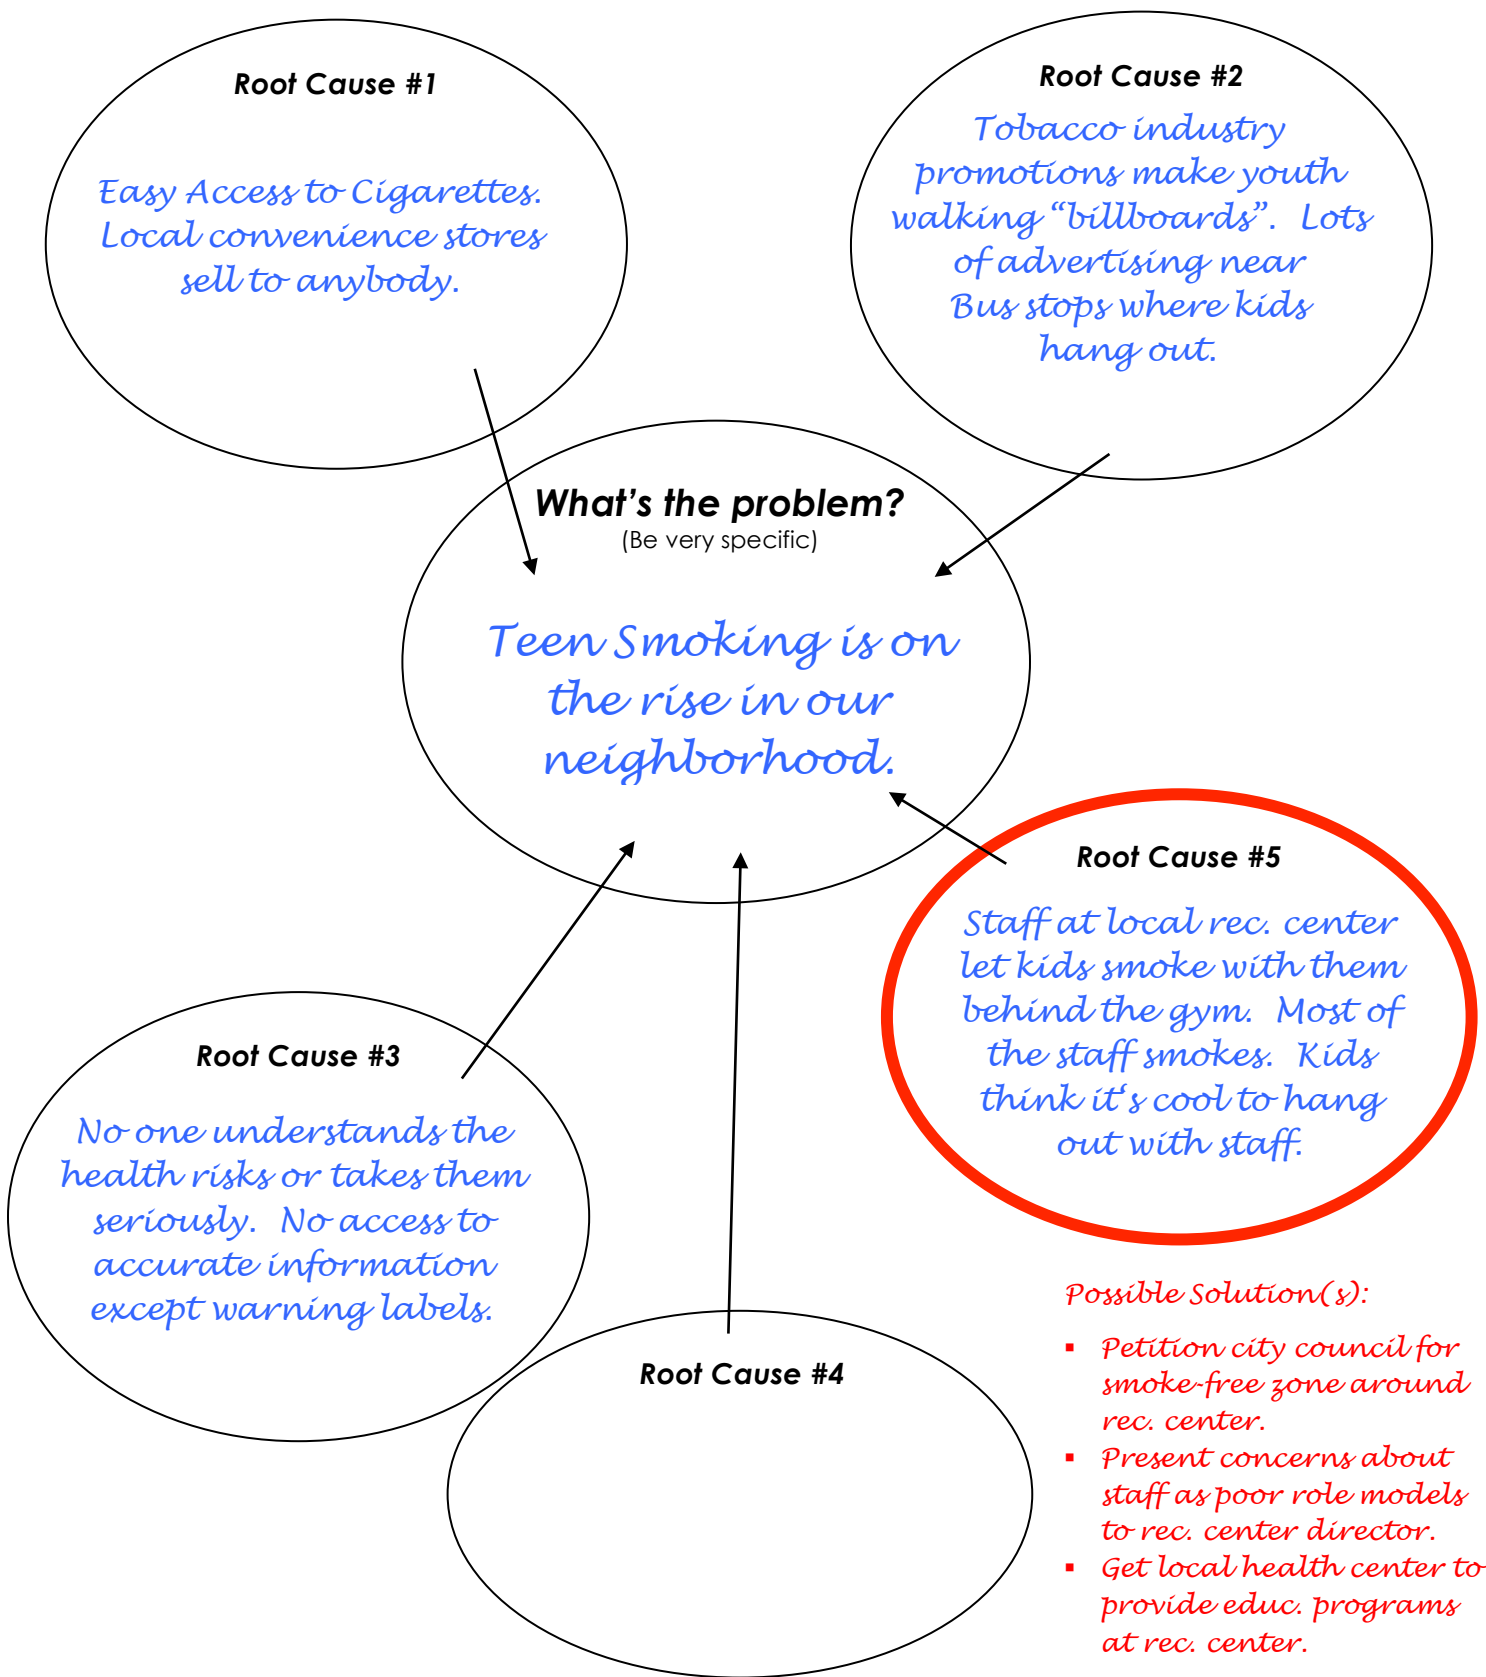 Root Cause #1
Easy Access to Cigarettes.
Local convenience stores
sell to anybody.
Root Cause #2
Tobacco industry
promotions make youth
walking “billboards”. Lots
of advertising near
Bus stops where kids
hang out.
What’s the problem?
(Be very specific)
Teen Smoking is on
the rise in our
neighborhood.
Root Cause #5
Staff at local rec. center
let kids smoke with them
behind the gym. Most of
the staff smokes. Kids
think it‘s cool to hang
out with staff.
Root Cause #3
No one understands the
health risks or takes them
seriously. No access to
accurate information
except warning labels.
Root Cause #4
Possible Solution(s):
▪ Petition city council for
smoke-free zone around
rec. center.
▪ Present concerns about
staff as poor role models
to rec. center director.
▪ Get local health center to
provide educ. programs
at rec. center.